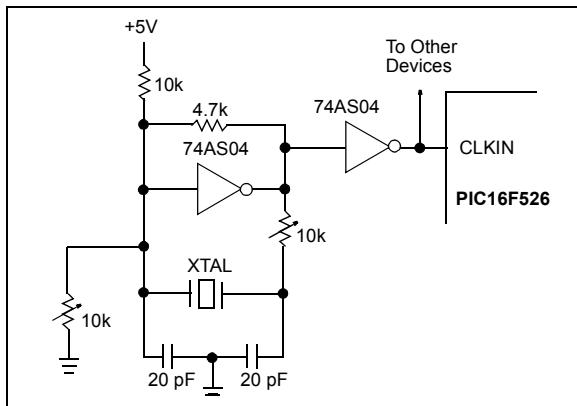 +5V
10k
4.7k
74AS04
74AS04
To Other
Devices
CLKIN
PIC16F526
10k
XTAL
10k
20 pF
20 pF